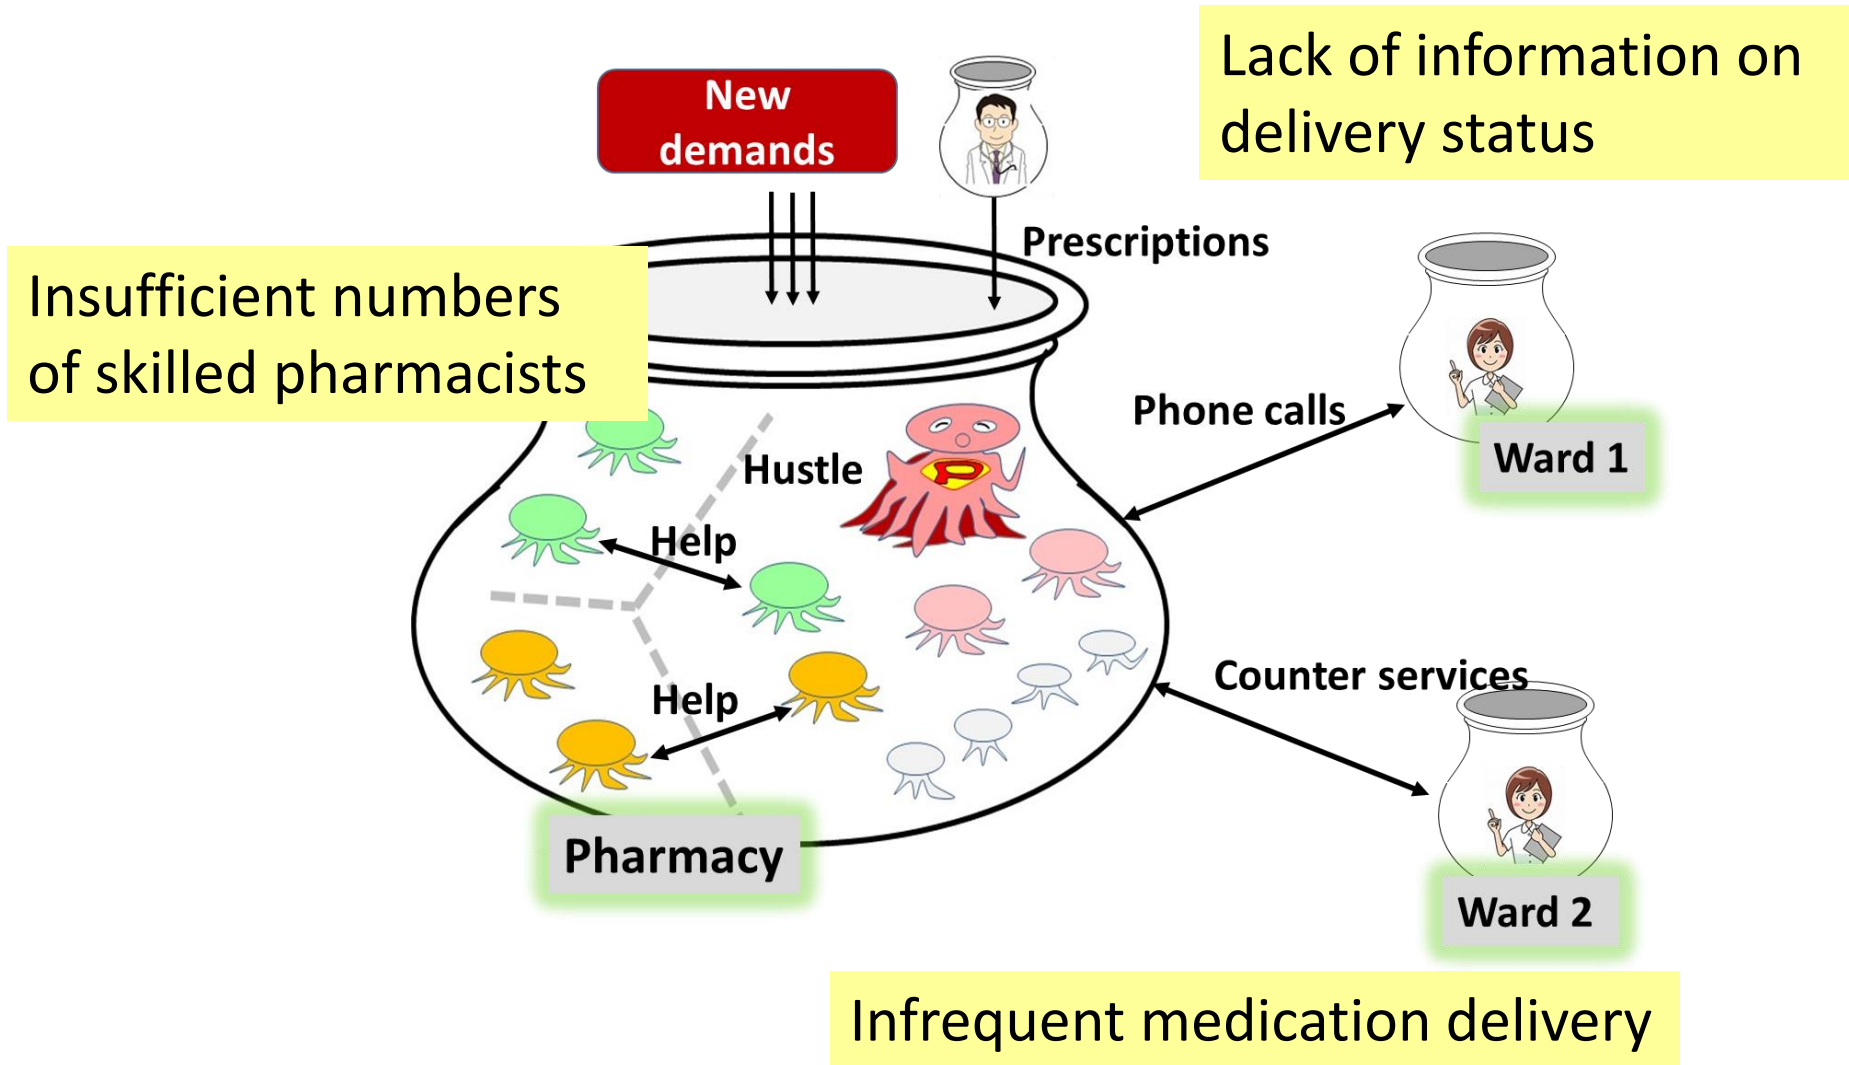 New
demands
Lack of information on
delivery status
Prescriptions
Insufficient numbers
of skilled pharmacists
Phone calls
Ward 1
Hustle
P
Help
Counter services
Help
Pharmacy
Ward 2
Infrequent medication delivery